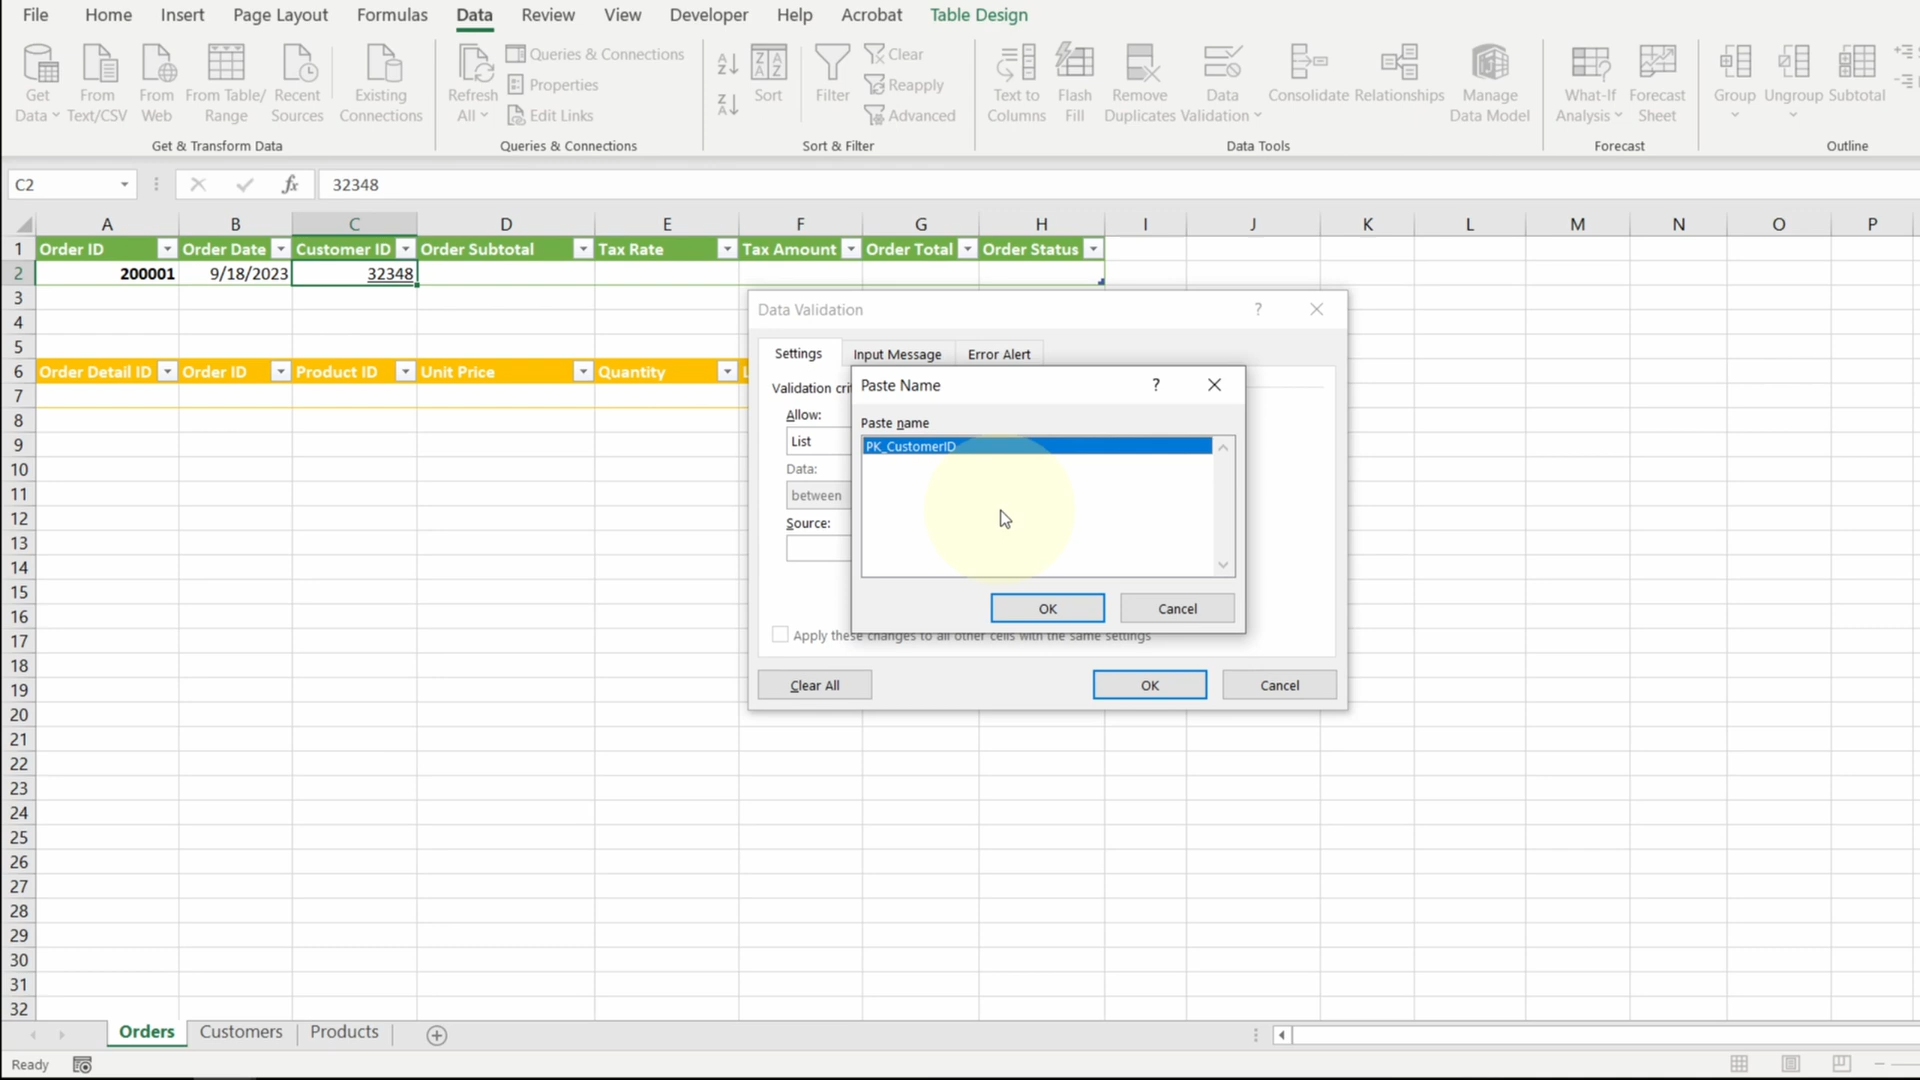 File Home Insert Page Layout Formulas Data Review View Developer Help Acrobat Table Design
Get Data
From Text/CSV
From Web
From Table/ Range
Recent Sources
Existing Connections
Get & Transform Data
Refresh All
Queries & Connections
Properties
Edit Links
Queries & Connections
Sort
Filter
Clear
Reapply
Advanced
Sort & Filter
Text to Columns
Flash Fill
Remove Duplicates
Data Validation
Consolidate
Relationships
Manage Data Model
Data Tools
What-If Analysis
Forecast Sheet
Forecast
Group
Ungroup
Subtotal
Outline
C2 fx 32348
A B C D E F G H I J K L M N O P
1 Order ID Order Date Customer ID Order Subtotal Tax Rate Tax Amount Order Total Order Status
2 200001 9/18/2023 32348
3
4
5
6 Order Detail ID Order ID Product ID Unit Price Quantity
7
8
9
10
11
12
13
14
15
16
17
18
19
20
21
22
23
24
25
26
27
28
29
30
31
32
Data Validation ?
Settings Input Message Error Alert
Validation cri
Allow:
List
Data:
between
Source:
Apply these changes to all other cells with the same settings
Clear All OK Cancel
Paste Name ?
Paste name
PK_CustomerID
OK Cancel
Orders Customers Products
Ready